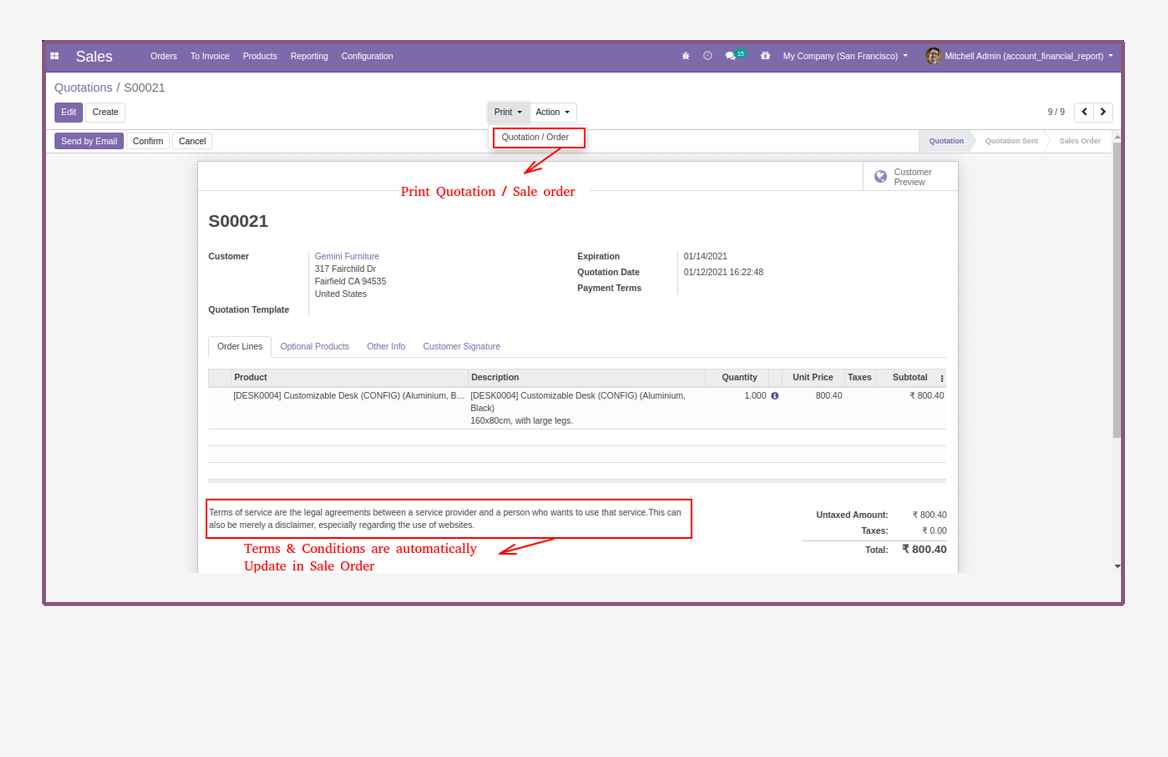 Sales Orders To Invoice Products Reporting Configuration 15 My Company (San Francisco) Mitchell Admin (account_financial_report)
Quotations / S00021
Edit Create Print Action 9 / 9
Send by Email Confirm Cancel Quotation / Order Quotation Quotation Sent Sales Order
Customer
Preview
Print Quotation / Sale order
S00021
Customer Gemini Furniture Expiration 01/14/2021
317 Fairchild Dr Quotation Date 01/12/2021 16:22:48
Fairfield CA 94535 Payment Terms
United States
Quotation Template
Order Lines Optional Products Other Info Customer Signature
Product Description Quantity Unit Price Taxes Subtotal
[DESK0004] Customizable Desk (CONFIG) (Aluminium, B... [DESK0004] Customizable Desk (CONFIG) (Aluminium, 1.000 800.40 ₹ 800.40
Black)
160x80cm, with large legs.
Terms of service are the legal agreements between a service provider and a person who wants to use that service.This can
also be merely a disclaimer, especially regarding the use of websites.
Untaxed Amount: ₹ 800.40
Taxes: ₹ 0.00
Total: ₹ 800.40
Terms & Conditions are automatically
Update in Sale Order